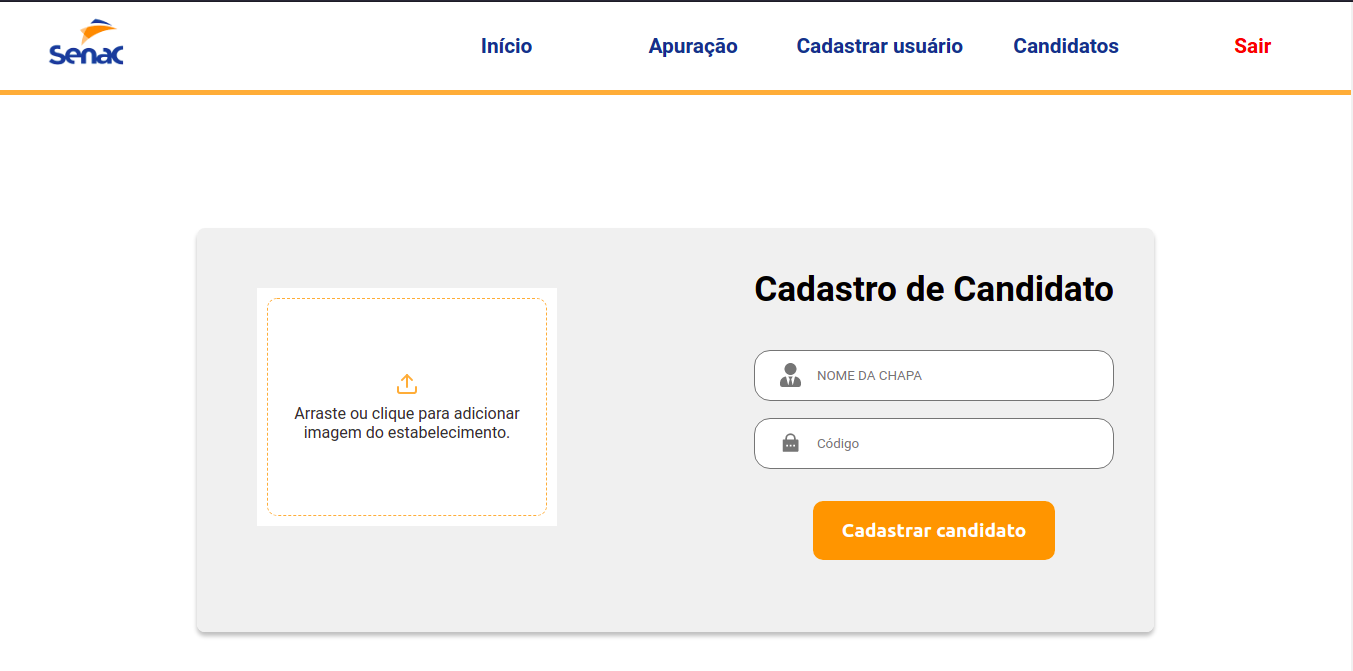 senac
Início
Apuração
Cadastrar usuário
Candidatos
Sair
Cadastro de Candidato
Arraste ou clique para adicionar
imagem do estabelecimento.
NOME DA CHAPA
Código
Cadastrar candidato